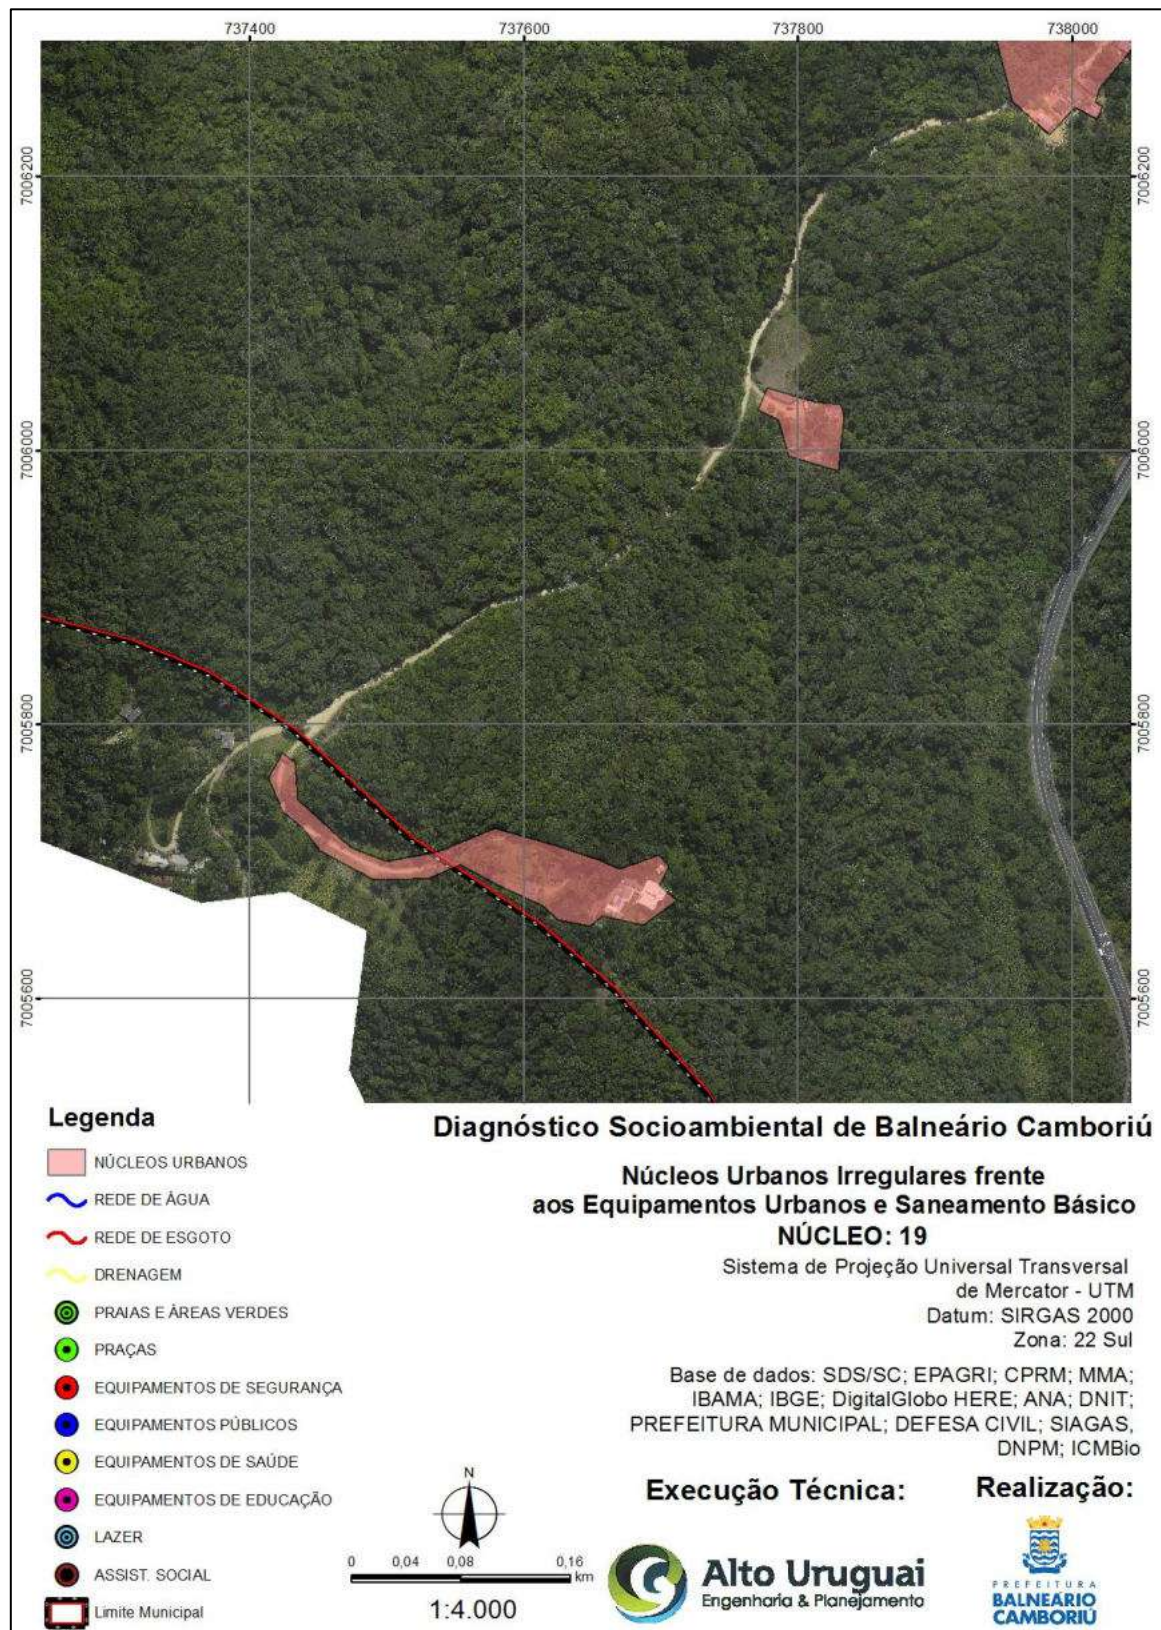 737400 737600 737800 738000
7006200 7006200
7006000 7006000
7005800 7005800
7005600 7005600
Legenda
NÚCLEOS URBANOS
REDE DE ÁGUA
REDE DE ESGOTO
DRENAGEM
PRAIAS E ÁREAS VERDES
PRAÇAS
EQUIPAMENTOS DE SEGURANÇA
EQUIPAMENTOS PÚBLICOS
EQUIPAMENTOS DE SAÚDE
EQUIPAMENTOS DE EDUCAÇÃO
LAZER
ASSIST. SOCIAL
Limite Municipal
N
0 0,04 0,08 0,16
km
1:4.000
Diagnóstico Socioambiental de Balneário Camboriú
Núcleos Urbanos Irregulares frente
aos Equipamentos Urbanos e Saneamento Básico
NÚCLEO: 19
Sistema de Projeção Universal Transversal
de Mercator - UTM
Datum: SIRGAS 2000
Zona: 22 Sul
Base de dados: SDS/SC; EPAGRI; CPRM; MMA;
IBAMA; IBGE; DigitalGlobo HERE; ANA; DNIT;
PREFEITURA MUNICIPAL; DEFESA CIVIL; SIAGAS,
DNPM; ICMBio
Execução Técnica:
Alto Uruguai
Engenharia & Planejamento
Realização:
PREFEITURA
BALNEÁRIO
CAMBORIÚ